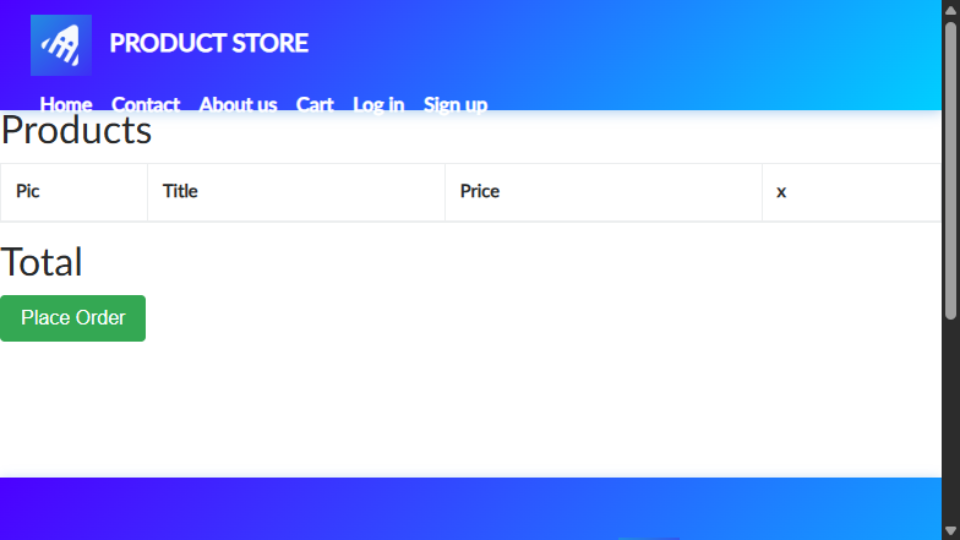 PRODUCT STORE
Home Contact About us Cart Log in Sign up
Products
Pic Title Price x
Total
Place Order